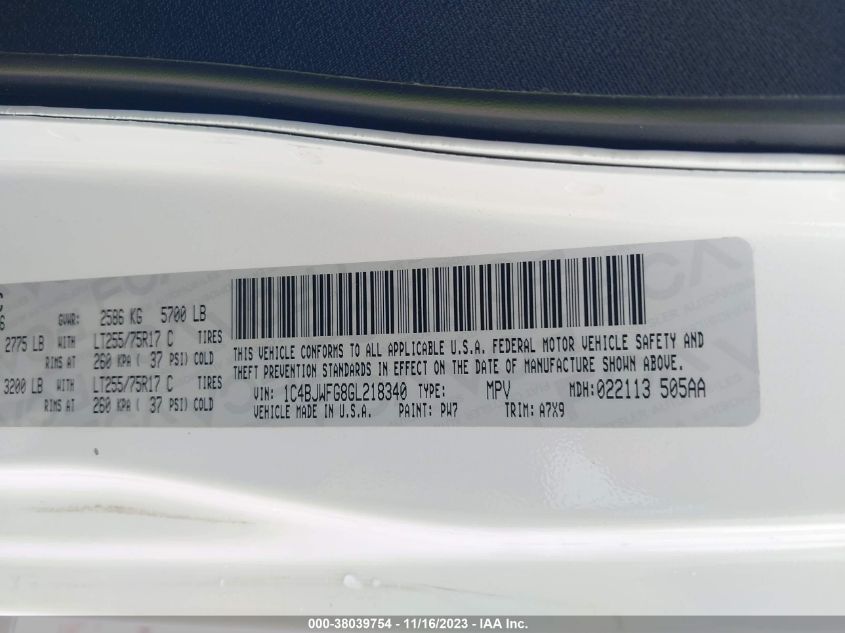 GVWR: 2586 KG 5700 LB
2775 LB WITH LT255/75R17 C TIRES
RIMS AT 260 KPA ( 37 PSI) COLD
3200 LB WITH LT255/75R17 C TIRES
RIMS AT 260 KPA ( 37 PSI) COLD
THIS VEHICLE CONFORMS TO ALL APPLICABLE U.S.A. FEDERAL MOTOR VEHICLE SAFETY AND
THEFT PREVENTION STANDARDS IN EFFECT ON THE DATE OF MANUFACTURE SHOWN ABOVE.
VIN: 1C4BJWFG8GL218340 TYPE: MPV MDH:022113 505AA
VEHICLE MADE IN U.S.A. PAINT: PW7 TRIM: A7X9
000-38039754 - 11/16/2023 - IAA Inc.